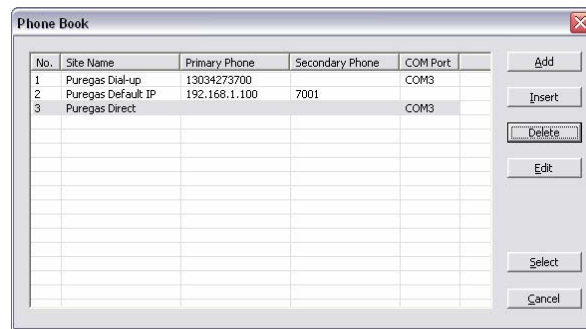 Phone Book
No. Site Name Primary Phone Secondary Phone COM Port
1 Puregas Dial-up 13034273700 COM3
2 Puregas Default IP 192.168.1.100 7001
3 Puregas Direct COM3
Add
Insert
Delete
Edit
Select
Cancel